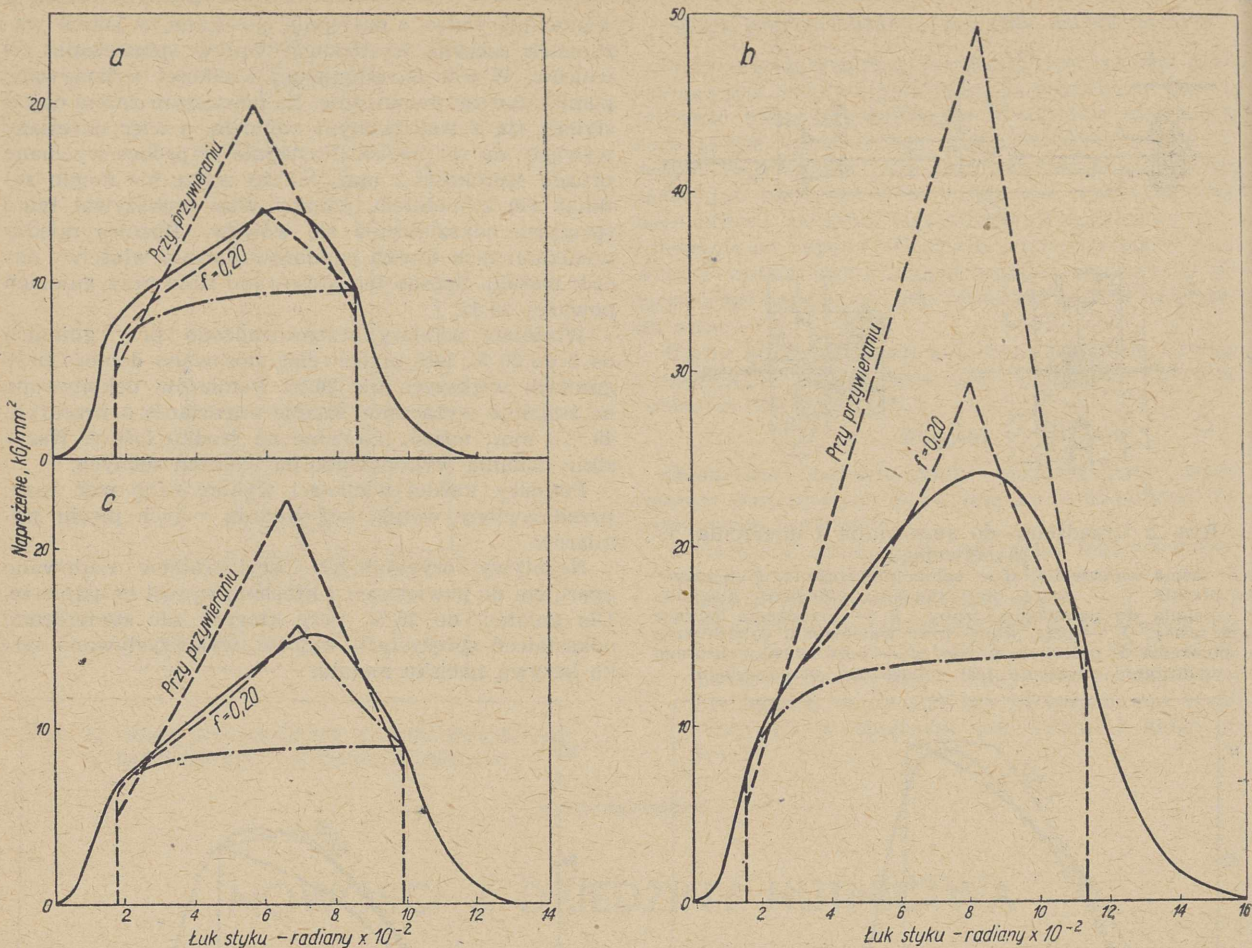 a
20
10
0
Przy przywieraniu
f=0,20
Naprężenie, kG/mm²
c
20
10
0
Przy przywieraniu
f=0,20
2
4
6
8
10
12
14
Łuk styku – radiany x 10⁻²
b
50
40
30
20
10
0
Przy przywieraniu
f=0,20
2
4
6
8
10
12
14
16
Łuk styku – radiany x 10⁻²